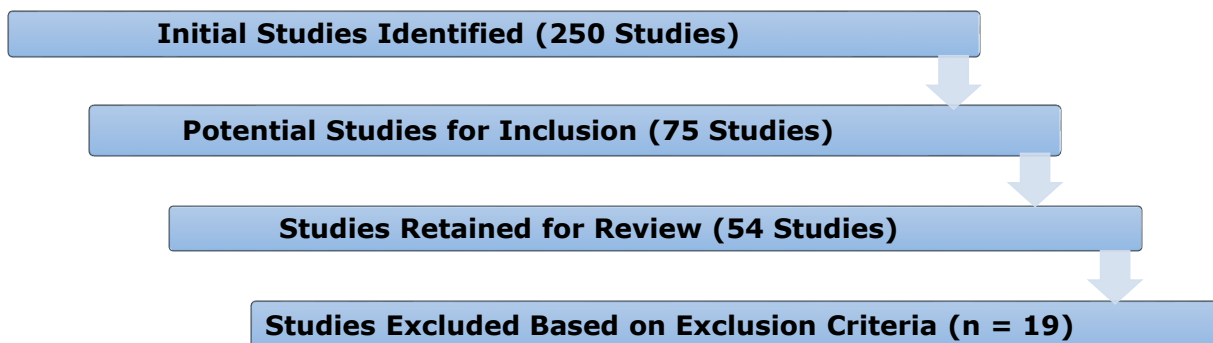 Initial Studies Identified (250 Studies)
Potential Studies for Inclusion (75 Studies)
Studies Retained for Review (54 Studies)
Studies Excluded Based on Exclusion Criteria (n = 19)